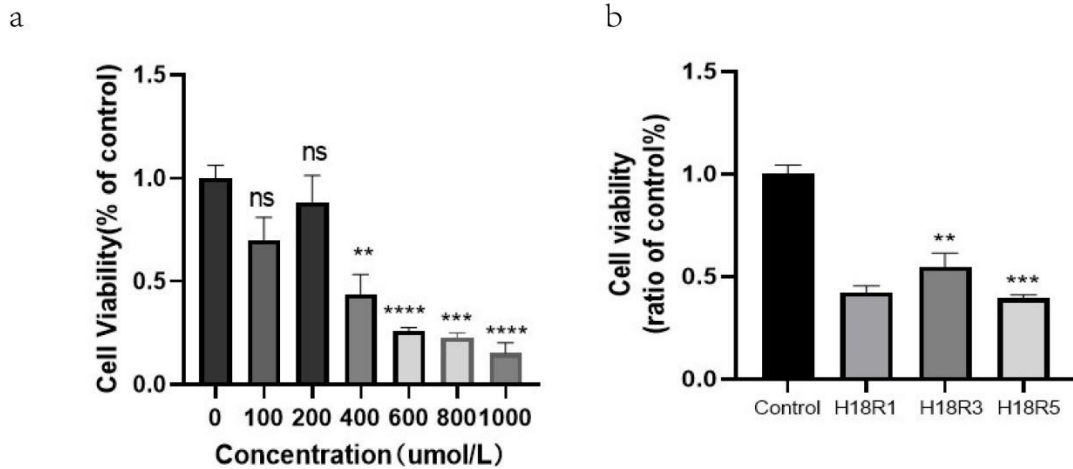 a
Cell Viability(% of control)
1.5
1.0
0.5
0.0
ns
ns
**
****
***
****
0 100 200 400 600 800 1000
Concentration（umol/L）
b
Cell viability
(ratio of control%)
1.5
1.0
0.5
0.0
**
***
Control H18R1 H18R3 H18R5